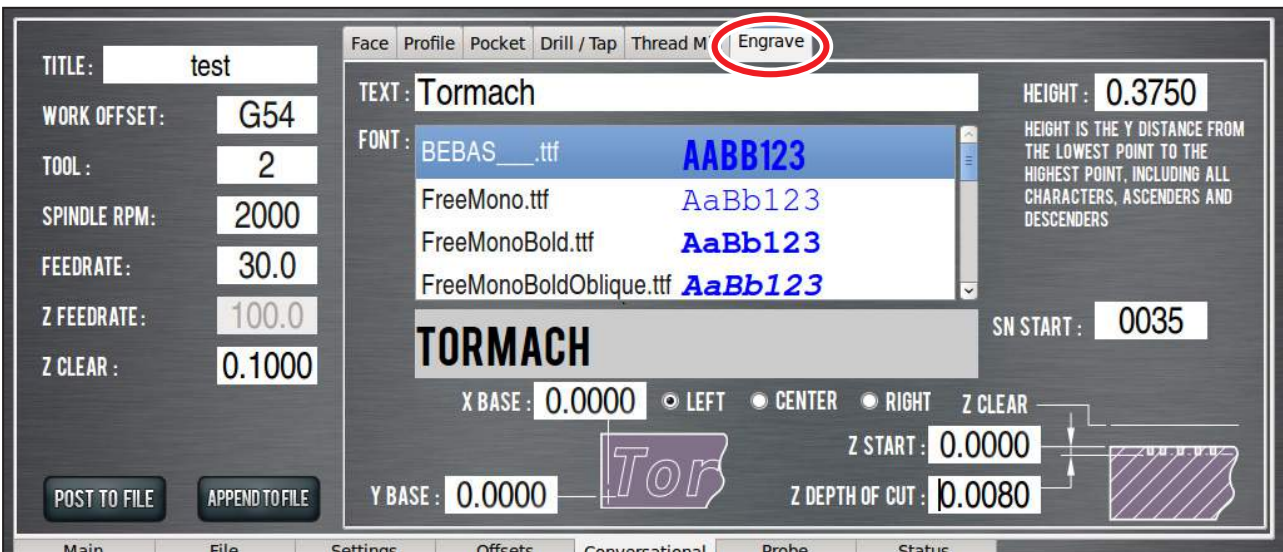 Face Profile Pocket Drill / Tap Thread M Engrave
TITLE: test
WORK OFFSET: G54
TOOL: 2
SPINDLE RPM: 2000
FEEDRATE: 30.0
Z FEEDRATE: 100.0
Z CLEAR: 0.1000
POST TO FILE APPEND TO FILE
TEXT: Tormach
FONT: BEBAS___.ttf AABB123
FreeMono.ttf AaBb123
FreeMonoBold.ttf AaBb123
FreeMonoBoldOblique.ttf AaBb123
TORMACH
HEIGHT: 0.3750
HEIGHT IS THE Y DISTANCE FROM
THE LOWEST POINT TO THE
HIGHEST POINT, INCLUDING ALL
CHARACTERS, ASCENDERS AND
DESCENDERS
SN START: 0035
X BASE: 0.0000 LEFT CENTER RIGHT
Tor
Y BASE: 0.0000
Z CLEAR
Z START: 0.0000
Z DEPTH OF CUT: 0.0080
Main File Settings Offsets Conversational Probe Status